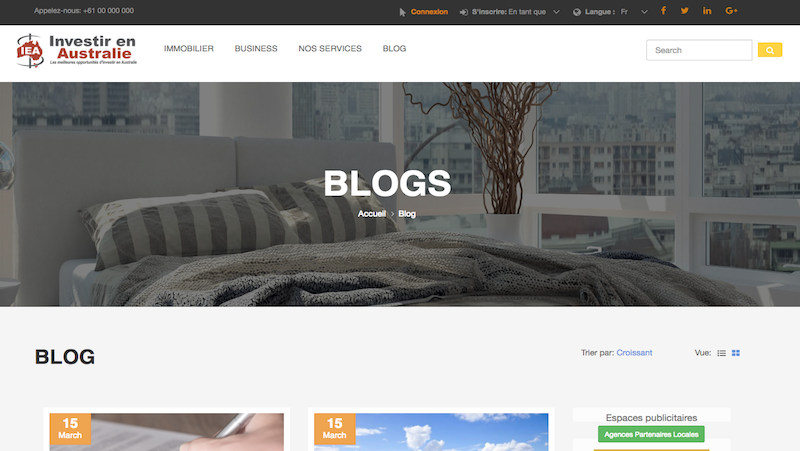 Appelez-nous: +61 00 000 000
Connexion
S'inscrire: En tant que
Langue : Fr
G+
IEA
Investir en
Australie
Les meilleures opportunités d'Investir en Australie
IMMOBILIER
BUSINESS
NOS SERVICES
BLOG
Search
BLOGS
Accueil > Blog
BLOG
Trier par: Croissant
Vue:
15
March
15
March
Espaces publicitaires
Agences Partenaires Locales